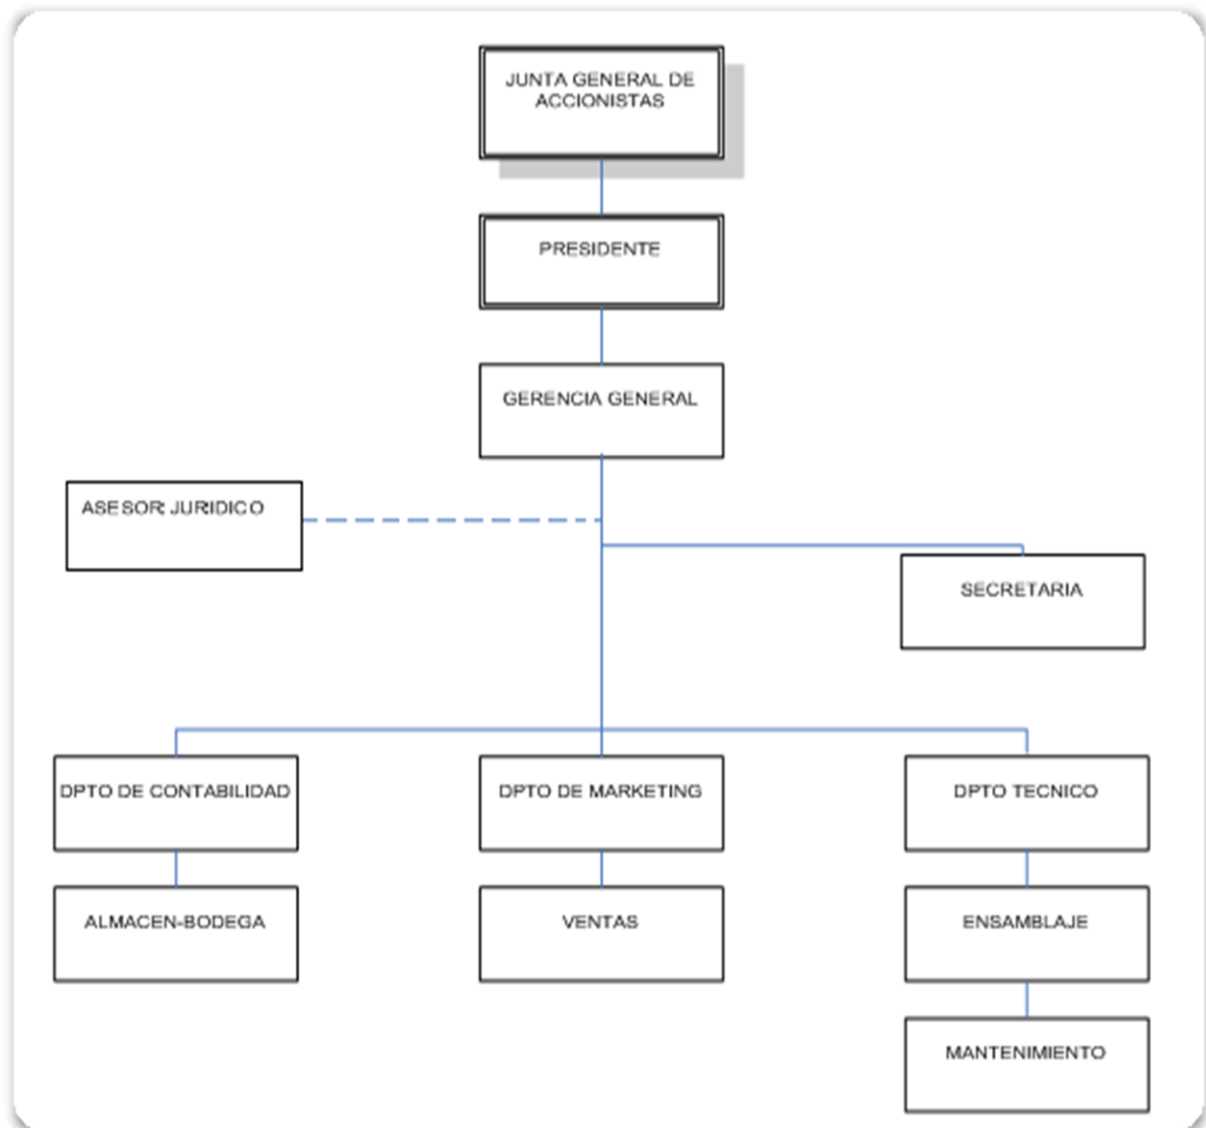 JUNTA GENERAL DE
ACCIONISTAS
PRESIDENTE
GERENCIA GENERAL
ASESOR JURIDICO
SECRETARIA
DPTO DE CONTABILIDAD
DPTO DE MARKETING
DPTO TECNICO
ALMACEN-BODEGA
VENTAS
ENSAMBLAJE
MANTENIMIENTO